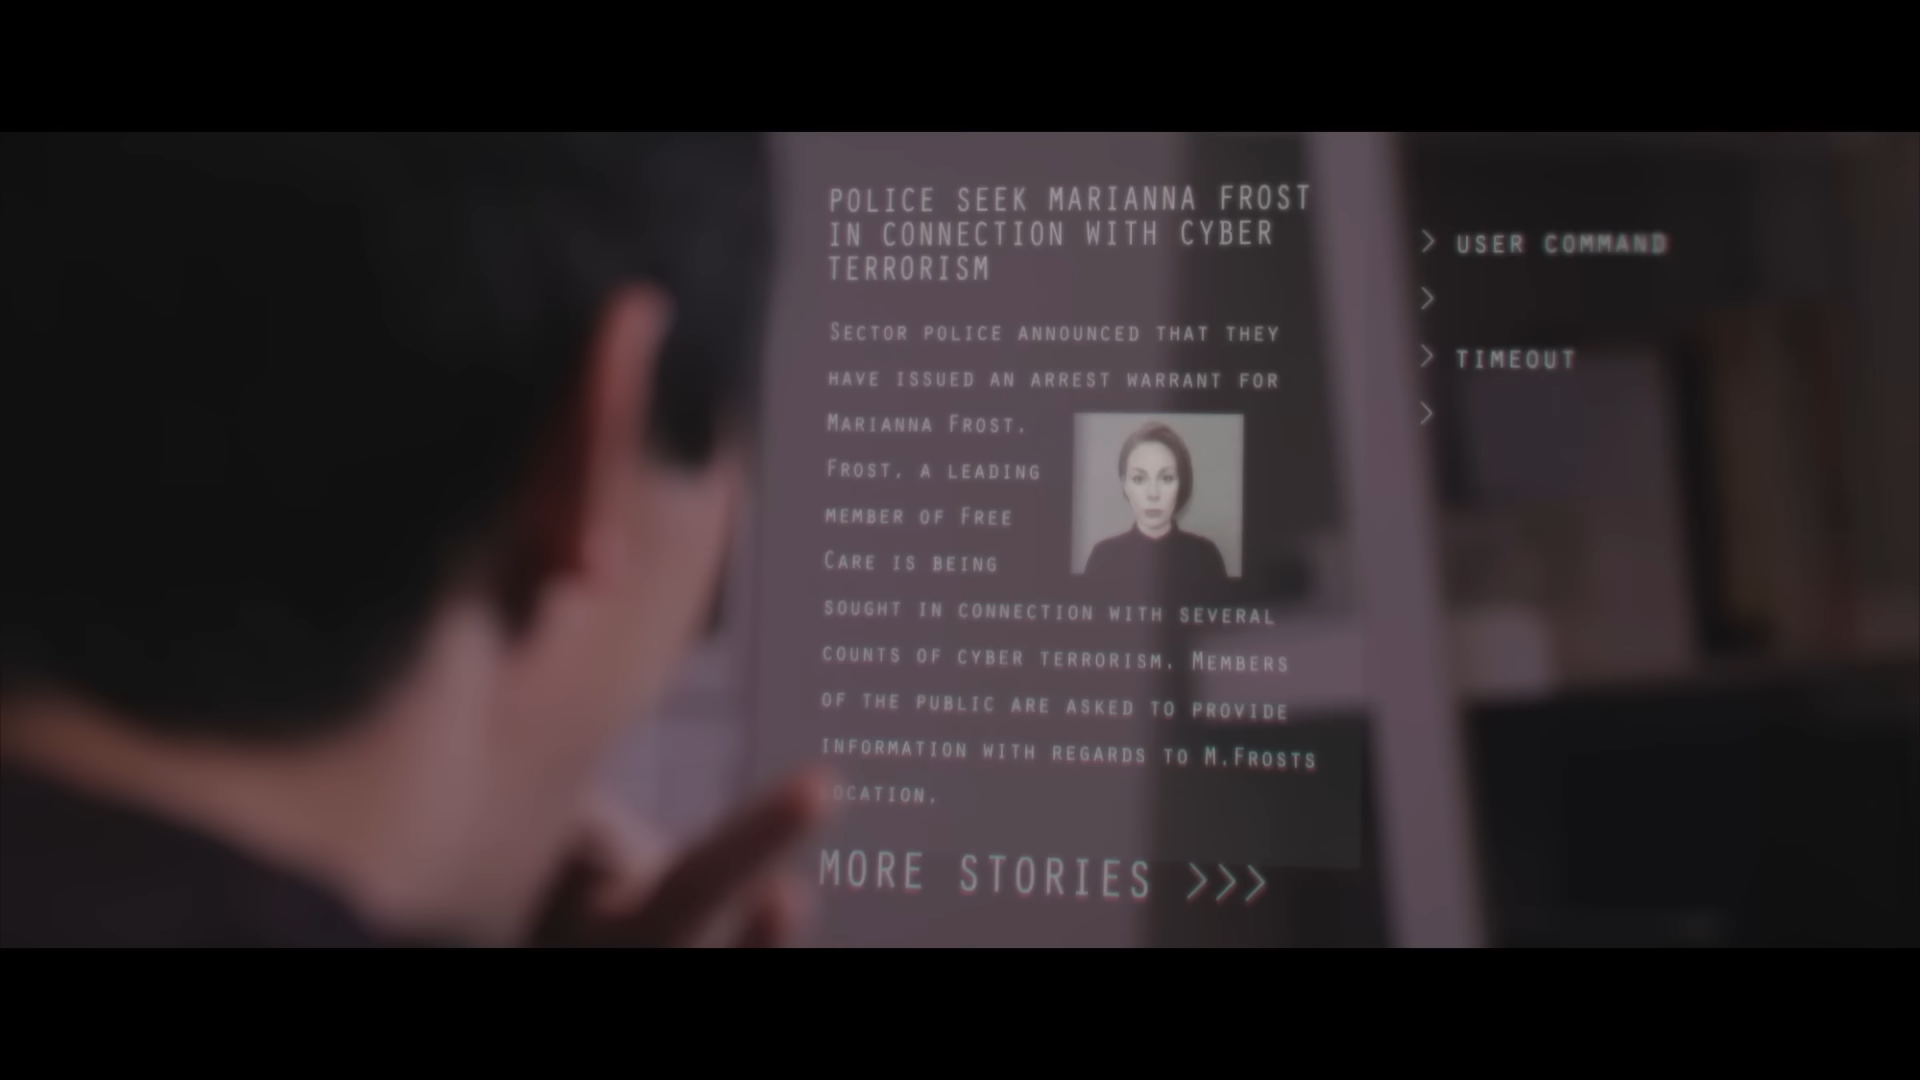 POLICE SEEK MARIANNA FROST
IN CONNECTION WITH CYBER
TERRORISM
SECTOR POLICE ANNOUNCED THAT THEY
HAVE ISSUED AN ARREST WARRANT FOR
MARIANNA FROST.
FROST, A LEADING
MEMBER OF FREE
CARE IS BEING
SOUGHT IN CONNECTION WITH SEVERAL
COUNTS OF CYBER TERRORISM. MEMBERS
OF THE PUBLIC ARE ASKED TO PROVIDE
INFORMATION WITH REGARDS TO M.FROSTS
LOCATION.
MORE STORIES >>>
> USER COMMAND
>
> TIMEOUT
>